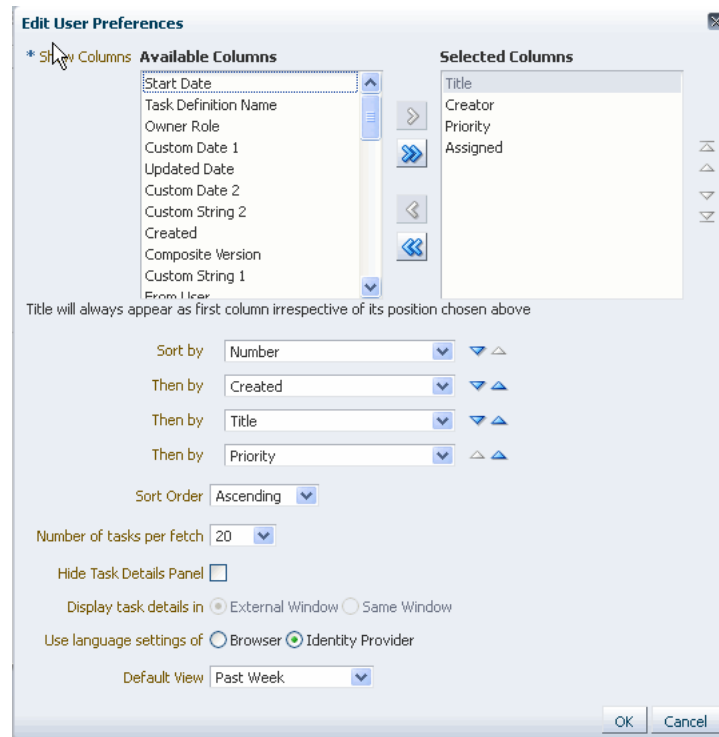 Edit User Preferences
* Show Columns Available Columns Selected Columns
Start Date
Task Definition Name
Owner Role
Custom Date 1
Updated Date
Custom Date 2
Custom String 2
Created
Composite Version
Custom String 1
From User
Title
Creator
Priority
Assigned
Title will always appear as first column irrespective of its position chosen above
Sort by Number
Then by Created
Then by Title
Then by Priority
Sort Order Ascending
Number of tasks per fetch 20
Hide Task Details Panel
Display task details in External Window Same Window
Use language settings of Browser Identity Provider
Default View Past Week
OK Cancel